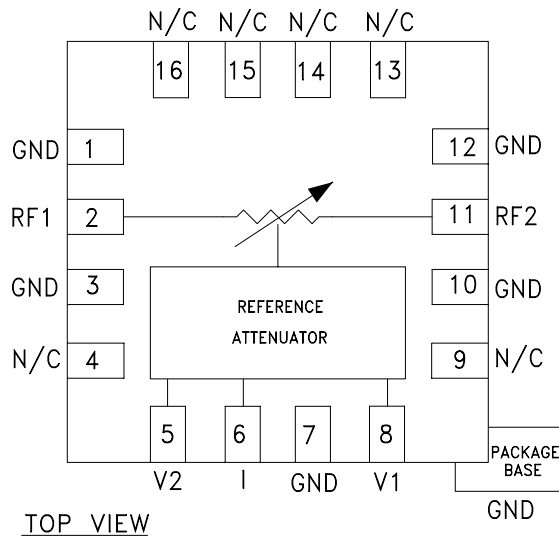 N/C N/C N/C N/C
16 15 14 13
GND 1 12 GND
RF1 2 11 RF2
GND 3 10 GND
REFERENCE
ATTENUATOR
N/C 4 9 N/C
5 6 7 8
V2 I GND V1
PACKAGE
BASE
GND
TOP VIEW